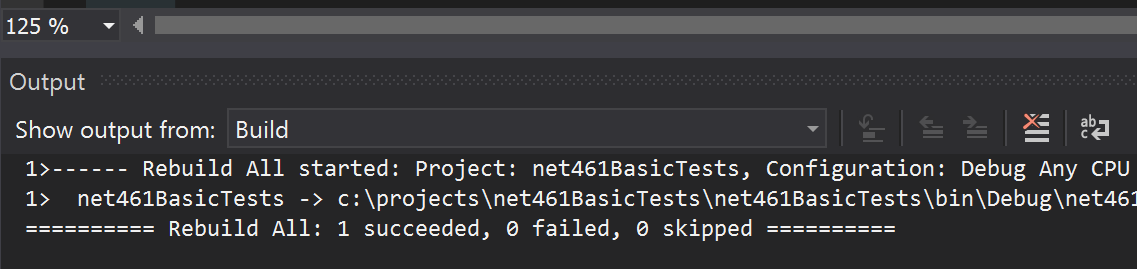 125 %
Output
Show output from: Build
ab
c
1>------ Rebuild All started: Project: net461BasicTests, Configuration: Debug Any CPU
1>  net461BasicTests -> c:\projects\net461BasicTests\net461BasicTests\bin\Debug\net461
========== Rebuild All: 1 succeeded, 0 failed, 0 skipped ==========